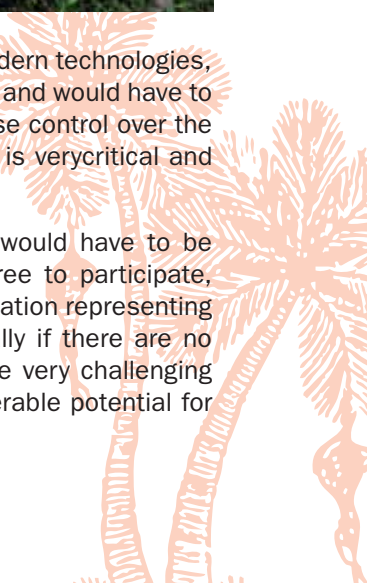 dern technologies,
and would have to
se control over the
is verycritical and
would have to be
ree to participate,
ation representing
lly if there are no
e very challenging
erable potential for